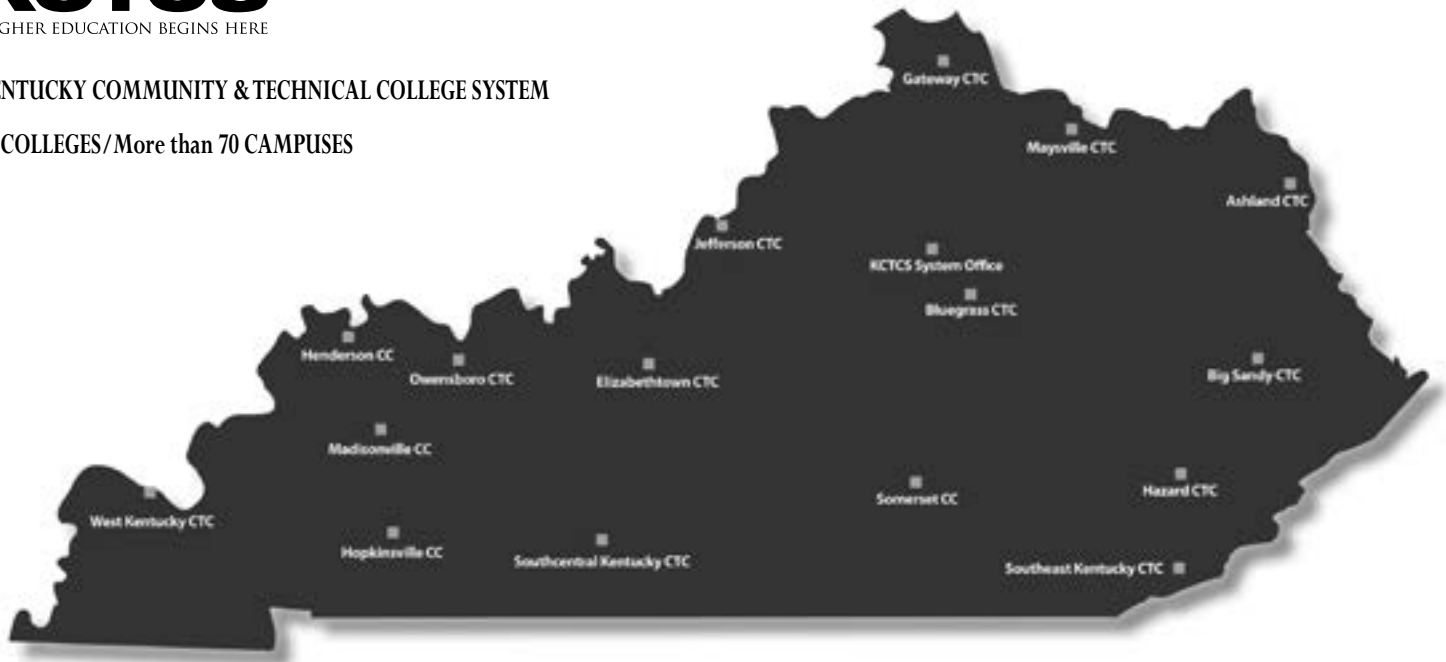 KCTCS
GHER EDUCATION BEGINS HERE
ENTUCKY COMMUNITY & TECHNICAL COLLEGE SYSTEM
COLLEGES/More than 70 CAMPUSES
Gateway CTC
Maysville CTC
Ashland CTC
Jefferson CTC
KCTCS System Office
Bluegrass CTC
Henderson CC
Owensboro CTC
Elizabethtown CTC
Big Sandy CTC
Madisonville CC
Somerset CC
Hazard CTC
West Kentucky CTC
Hopkinsville CC
Southcentral Kentucky CTC
Southeast Kentucky CTC